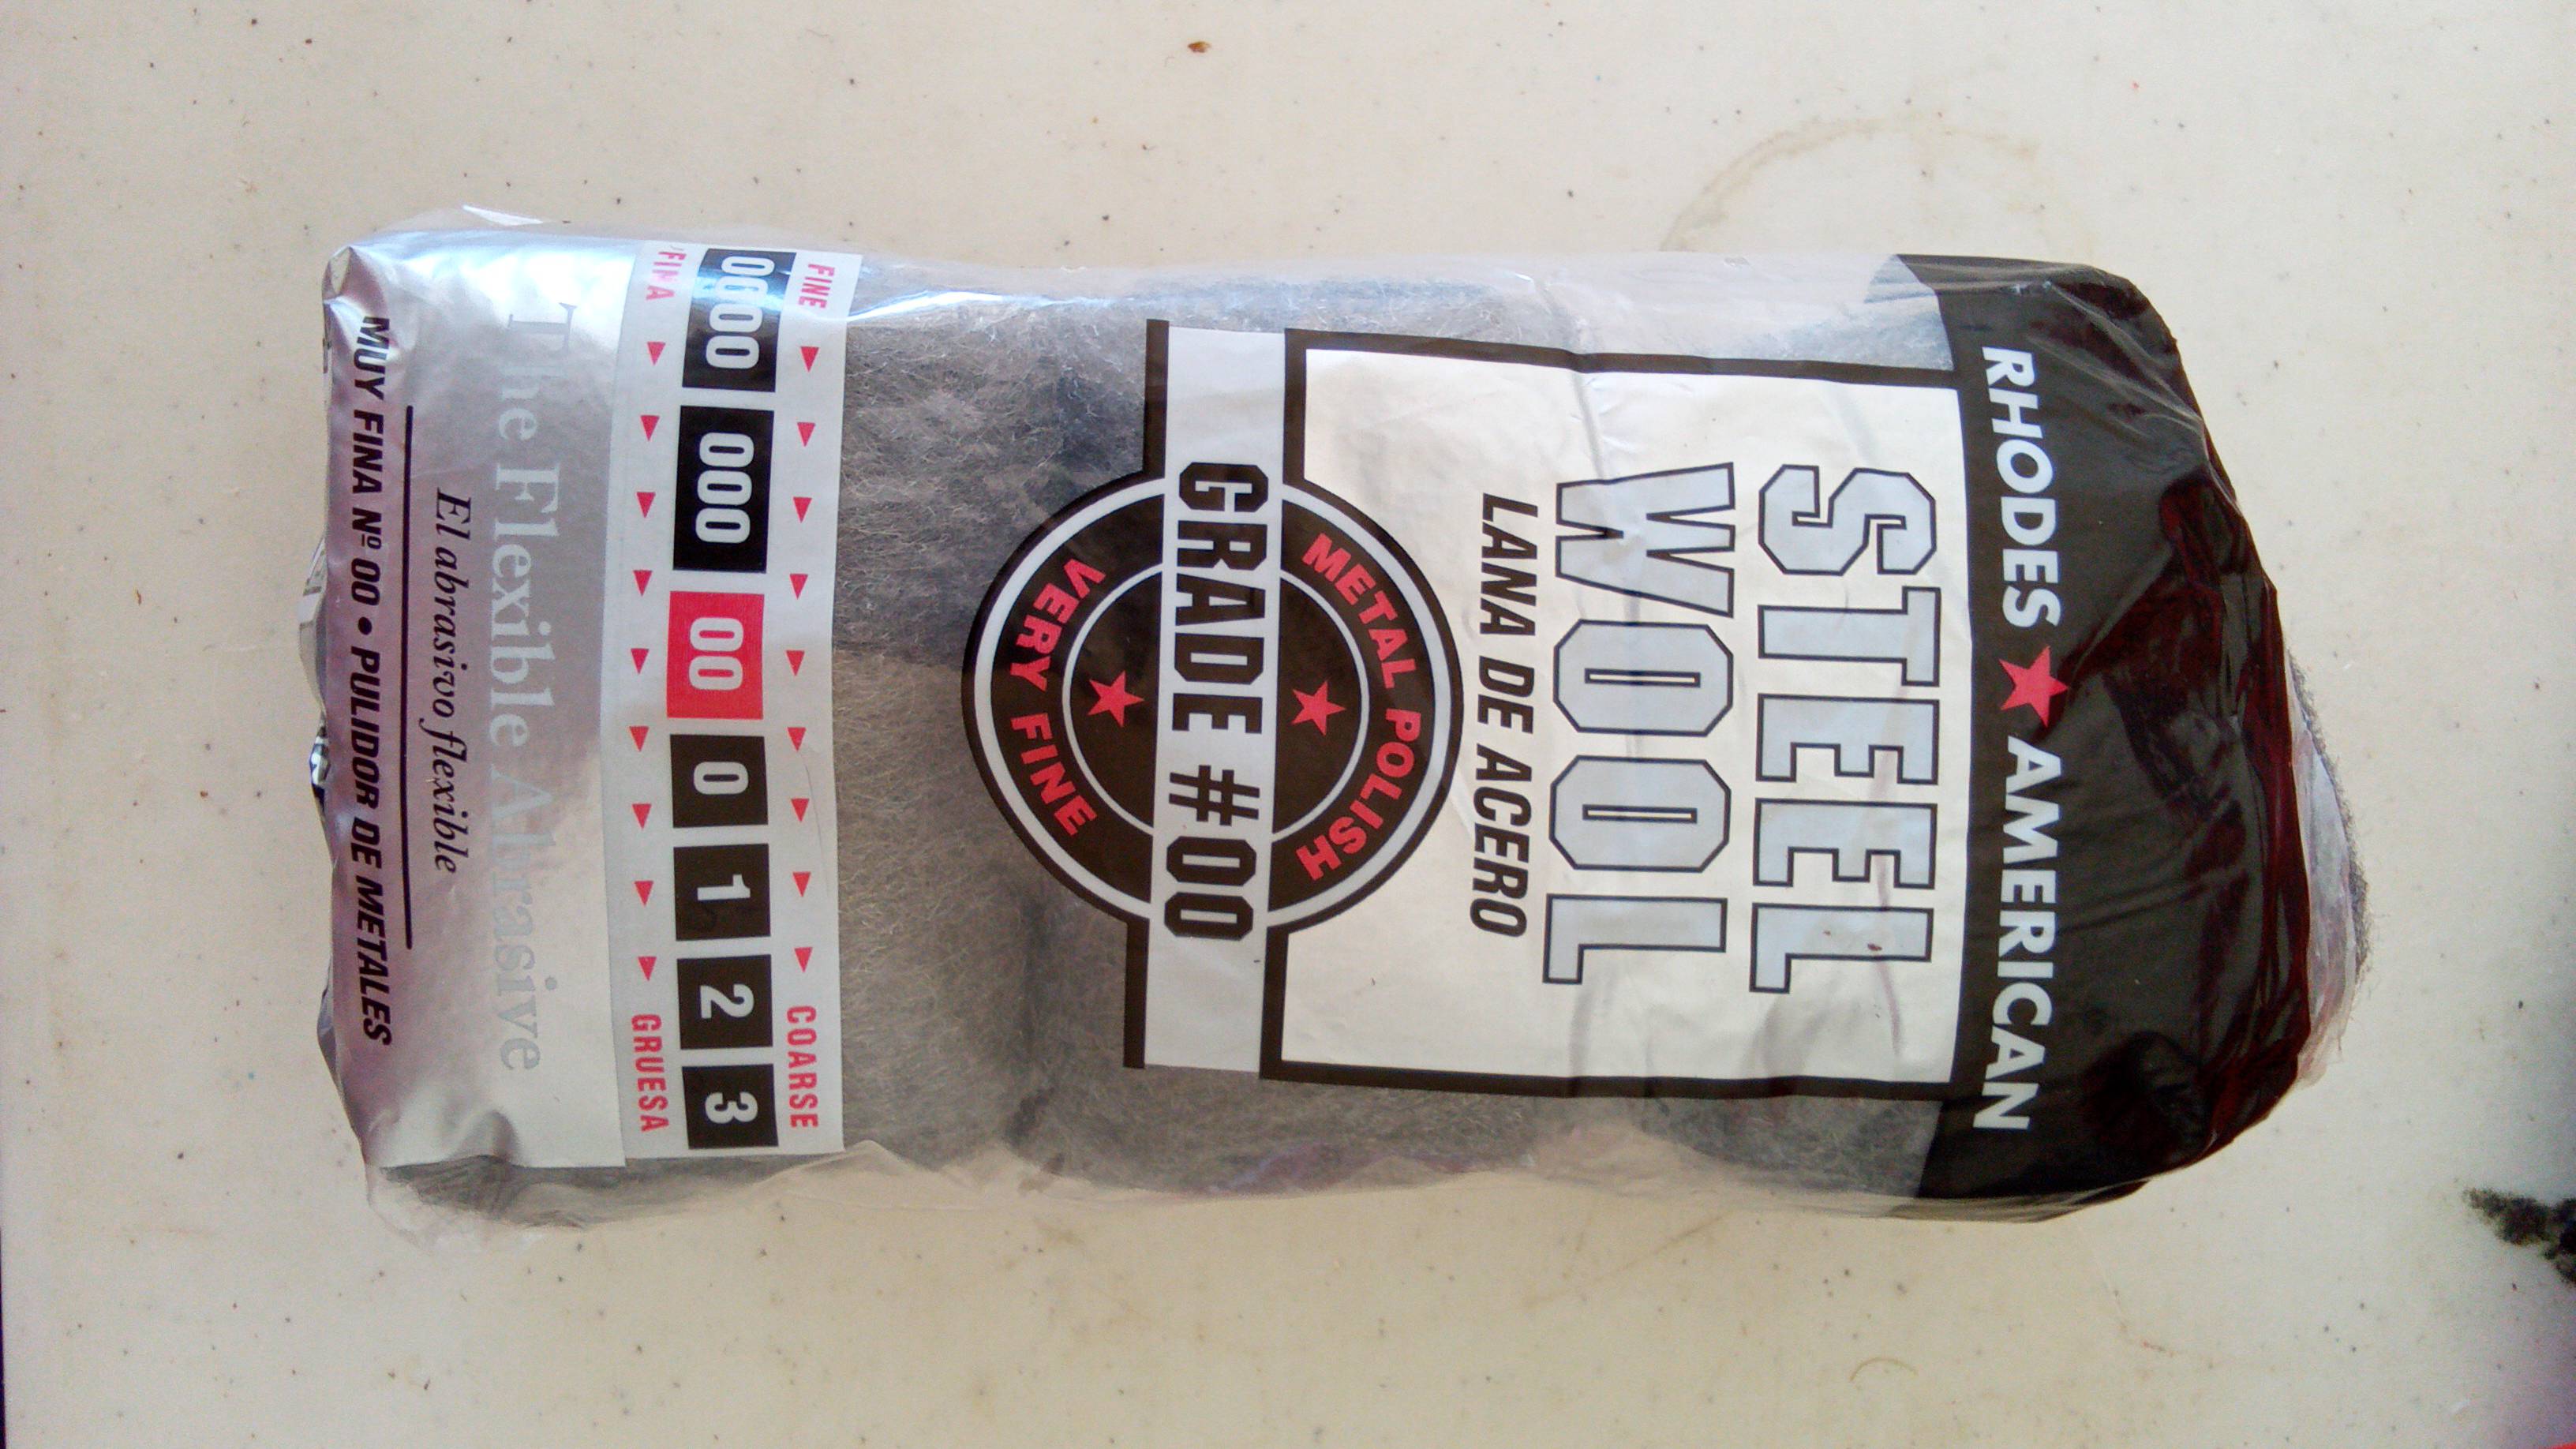 RHODES ★ AMERICAN
STEEL
WOOL
LANA DE ACERO
METAL POLISH
GRADE #00
VERY FINE
FINE COARSE
0000 000 00 0 1 2 3
FINA GRUESA
The Flexible Abrasive
El abrasivo flexible
MUY FINA Nº 00 • PULIDOR DE METALES